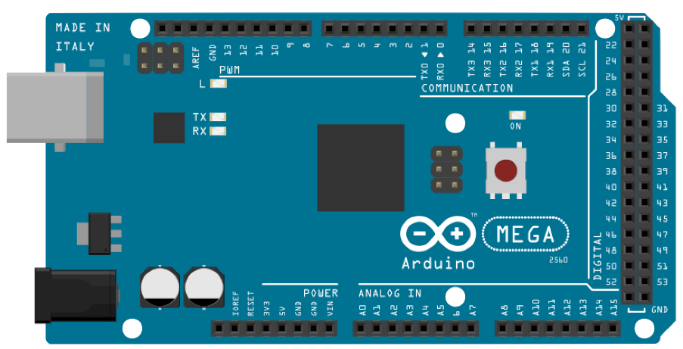 MADE IN
ITALY
AREF
GND
13
12
11
10
9
8
7
6
5
4
3
2
TX0 ◀ 1
RX0 ▶ 0
TX3 14
RX3 15
TX2 16
RX2 17
TX1 18
RX1 19
SDA 20
SCL 21
5V
PWM
COMMUNICATION
L
TX
RX
ON
22
24
26
28
30 31
32 33
34 35
36 37
38 39
40 41
42 43
44 45
46 47
48 49
50 51
52 53
GND
DIGITAL
™
MEGA
2560
Arduino
POWER
ANALOG IN
IOREF
RESET
3V3
5V
GND
GND
VIN
A0
A1
A2
A3
A4
A5
6
A7
A8
A9
A10
A11
A12
A13
A14
A15